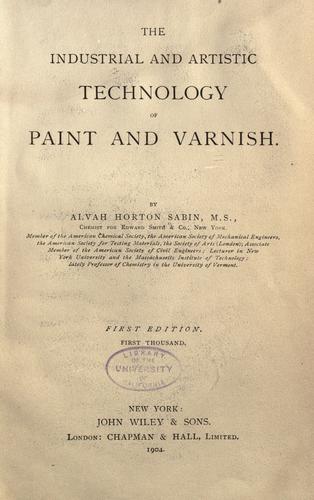 THE
INDUSTRIAL AND ARTISTIC
TECHNOLOGY
OF
PAINT AND VARNISH.
BY
ALVAH HORTON SABIN, M.S.,
CHEMIST FOR EDWARD SMITH & CO., NEW YORK.
Member of the American Chemical Society, the American Society of Mechanical Engineers,
the American Society for Testing Materials, the Society of Arts (London); Associate
Member of the American Society of Civil Engineers; Lecturer in New
York University and the Massachusetts Institute of Technology;
lately Professor of Chemistry in the University of Vermont.
FIRST EDITION.
FIRST THOUSAND.
LIBRARY
OF THE
UNIVERSITY
OF
CALIFORNIA
NEW YORK:
JOHN WILEY & SONS.
LONDON: CHAPMAN & HALL, LIMITED.
1904.